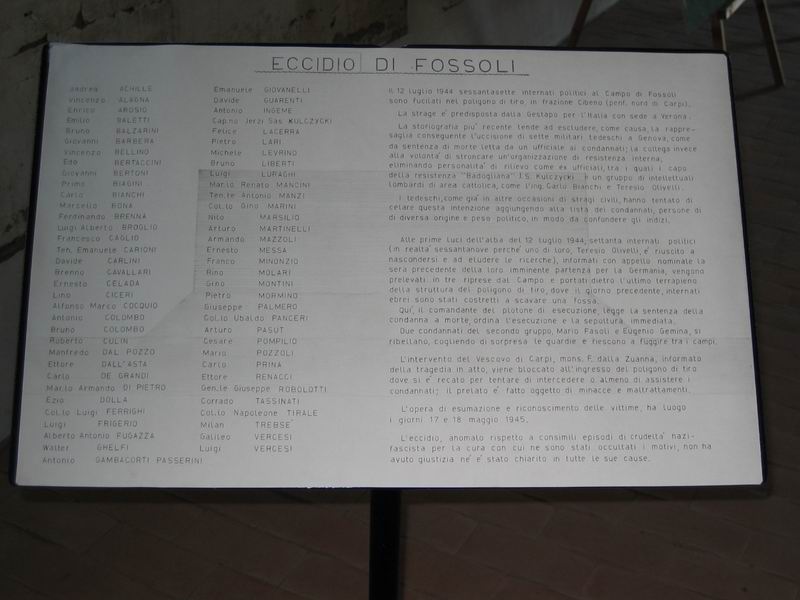 ECCIDIO DI FOSSOLI
Andrea ACHILLE
Vincenzo ALAGNA
Enrico AROSIO
Emilio BALETTI
Bruno BALZARINI
Giovanni BARBERA
Vincenzo BELLINO
Edo BERTACCINI
Giovanni BERTONI
Primo BIAGINI
Carlo BIANCHI
Marcello BONA
Ferdinando BRENNA
Luigi Alberto BROGLIO
Francesco CAGLIO
Ten. Emanuele CARIONI
Davide CARLINI
Brenno CAVALLARI
Ernesto CELADA
Lino CICERI
Alfonso Marco COCQUIO
Antonio COLOMBO
Bruno COLOMBO
Roberto CULIN
Manfredo DAL POZZO
Ettore DALL'ASTA
Carlo DE GRANDI
Mar.lo Armando DI PIETRO
Ezio DOLLA
Col.lo Luigi FERRIGHI
Luigi FRIGERIO
Alberto Antonio FUGAZZA
Walter GHELFI
Antonio GAMBACORTI PASSERINI
Emanuele GIOVANELLI
Davide GUARENTI
Antonio INGEME
Cap.no Jerzi Sas KULCZYCKI
Felice LACERRA
Pietro LARI
Michele LEVRINO
Bruno LIBERTI
Luigi LURAGHI
Mar.lo Renato MANCINI
Ten.te Antonio MANZI
Col.lo Gino MARINI
Nilo MARSILIO
Arturo MARTINELLI
Armando MAZZOLI
Ernesto MESSA
Franco MINONZIO
Rino MOLARI
Gino MONTINI
Pietro MORMINO
Giuseppe PALMERO
Col.lo Ubaldo PANCERI
Arturo PASUT
Cesare POMPILIO
Mario POZZOLI
Carlo PRINA
Ettore RENACCI
Gen.le Giuseppe ROBOLOTTI
Corrado TASSINATI
Col.lo Napoleone TIRALE
Milan TREBSE'
Galileo VERCESI
Luigi VERCESI
Il 12 luglio 1944 sessantasette internati politici al Campo di Fossoli
sono fucilati nel poligono di tiro, in frazione Cibeno (perif. nord di Carpi).
La strage e' predisposta dalla Gestapo per l'Italia con sede a Verona.
La storiografia piu' recente tende ad escludere, come causa, la rappre-
saglia conseguente l'uccisione di sette militari tedeschi a Genova, come
da sentenza di morte letta da un ufficiale ai condannati; la collega invece
alla volonta' di stroncare un'organizzazione di resistenza interna,
eliminando personalita' di rilievo come ex ufficiali, tra i quali il capo
della resistenza "Badogliana" J.S. Kulczycki e un gruppo di intellettuali
lombardi di area cattolica, come l'ing. Carlo Bianchi e Teresio Olivelli.
I tedeschi, come gia' in altre occasioni di stragi civili, hanno tentato di
celare questa intenzione aggiungendo alla lista dei condannati, persone di
di diversa origine e peso politico, in modo da confondere gli indizi.
Alle prime luci dell'alba del 12 luglio 1944, settanta internati politici
(in realta' sessantanove perche' uno di loro, Teresio Olivelli, e' riuscito a
nascondersi e ad eludere le ricerche), informati con appello nominale la
sera precedente della loro imminente partenza per la Germania, vengono
prelevati in tre riprese dal Campo e portati dietro l'ultimo terrapieno
della struttura del poligono di tiro, dove il giorno precedente, internati
ebrei sono stati costretti a scavare una fossa.
Qui, il comandante del plotone di esecuzione, legge la sentenza della
condanna a morte, ordina l'esecuzione e la sepoltura immediata.
Due condannati del secondo gruppo, Mario Fasoli e Eugenio Gemina, si
ribellano, cogliendo di sorpresa le guardie e riescono a fuggire tra i campi.
L'intervento del Vescovo di Carpi, mons. F. dalla Zuanna, informato
della tragedia in atto, viene bloccato all'ingresso del poligono di tiro
dove si e' recato per tentare di intercedere o almeno di assistere i
condannati; il prelato e' fatto oggetto di minacce e maltrattamenti.
L'opera di esumazione e riconoscimento delle vittime, ha luogo
i giorni 17 e 18 maggio 1945.
L'eccidio, anomalo rispetto a consimili episodi di crudelta' nazi-
fascista per la cura con cui ne sono stati occultati i motivi, non ha
avuto giustizia ne' e' stato chiarito in tutte le sue cause.